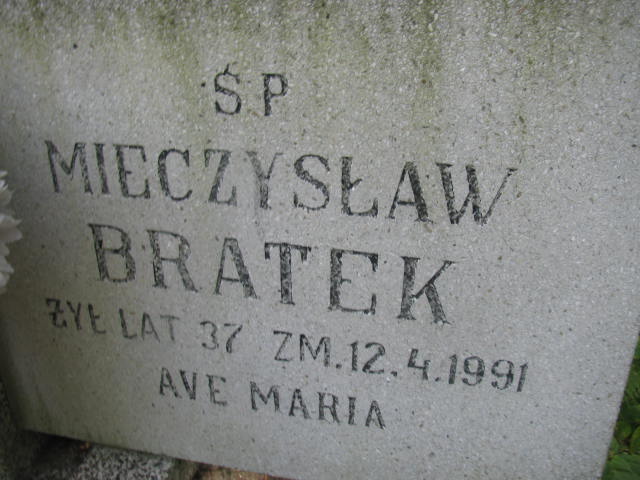 ŚP
MIECZYSŁAW
BRATEK
ŻYŁ LAT 37 ZM.12.4.1991
AVE MARIA